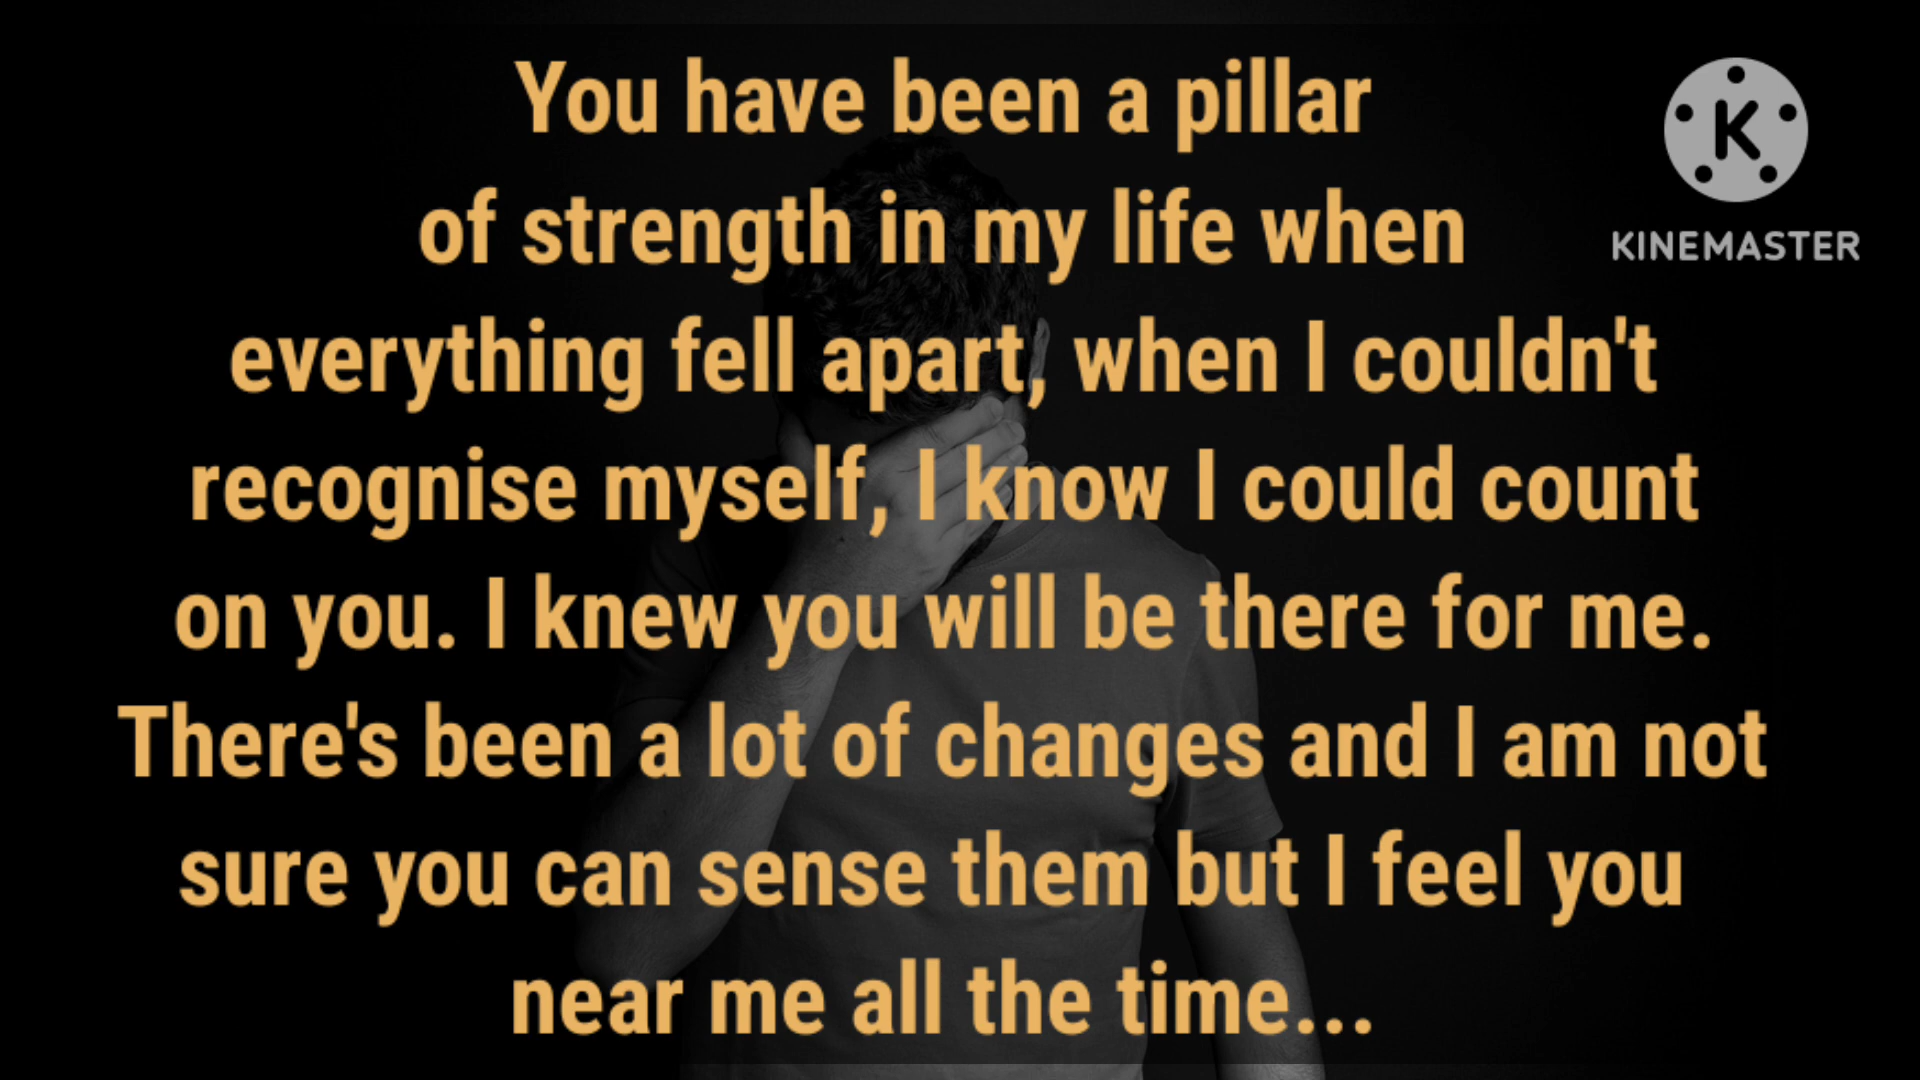 You have been a pillar
of strength in my life when
everything fell apart, when I couldn't
recognise myself, I know I could count
on you. I knew you will be there for me.
There's been a lot of changes and I am not
sure you can sense them but I feel you
near me all the time...
K
KINEMASTER